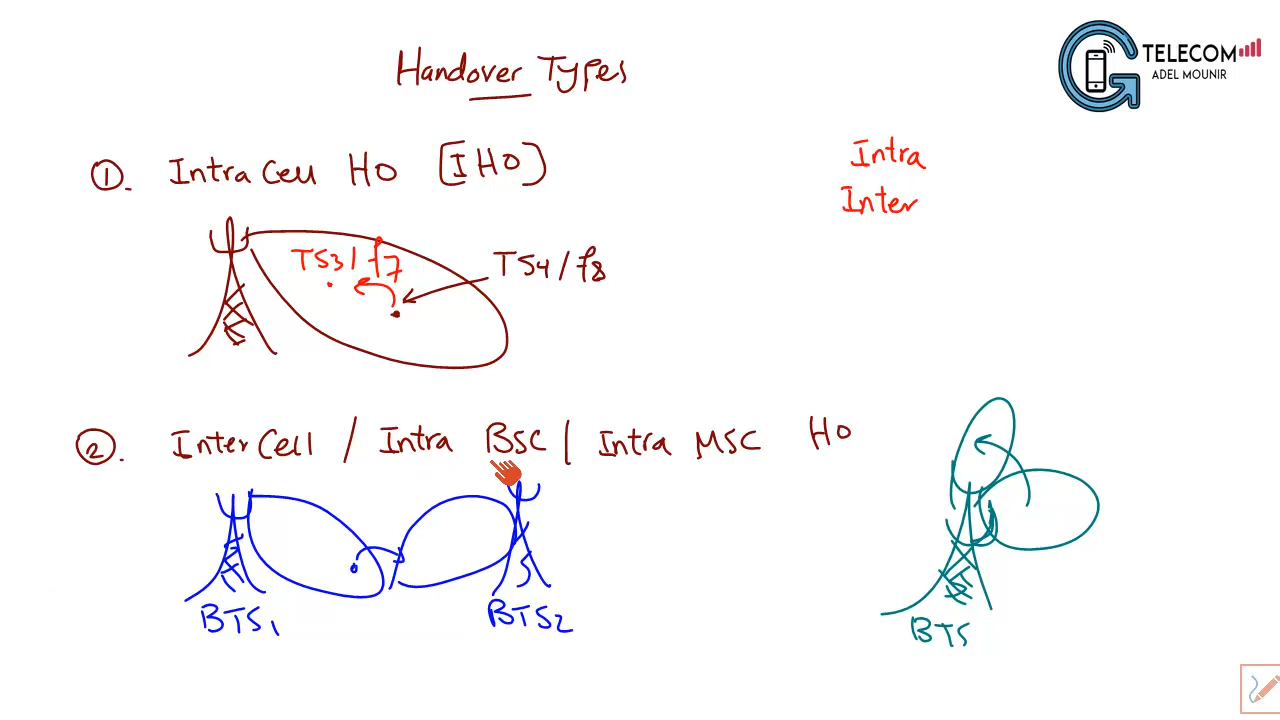 Handover Types
TELECOM
ADEL MOUNIR
1. Intra Cell HO [IHO]
Intra
Inter
TS3/f7
TS4/f8
2. Inter Cell / Intra BSC / Intra MSC HO
BTS1
BTS2
BTS